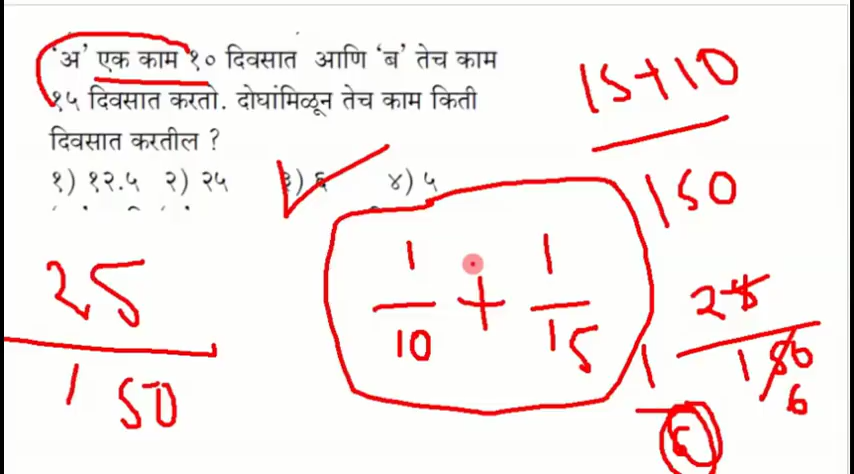 'अ' एक काम १० दिवसात आणि 'ब' तेच काम
१५ दिवसात करतो. दोघांमिळून तेच काम किती
दिवसात करतील ?
१) १२.५ २) २५ ३) ६ ४) ५
15+10
150
1 + 1
10 15
25
150
25
150
6
1
6